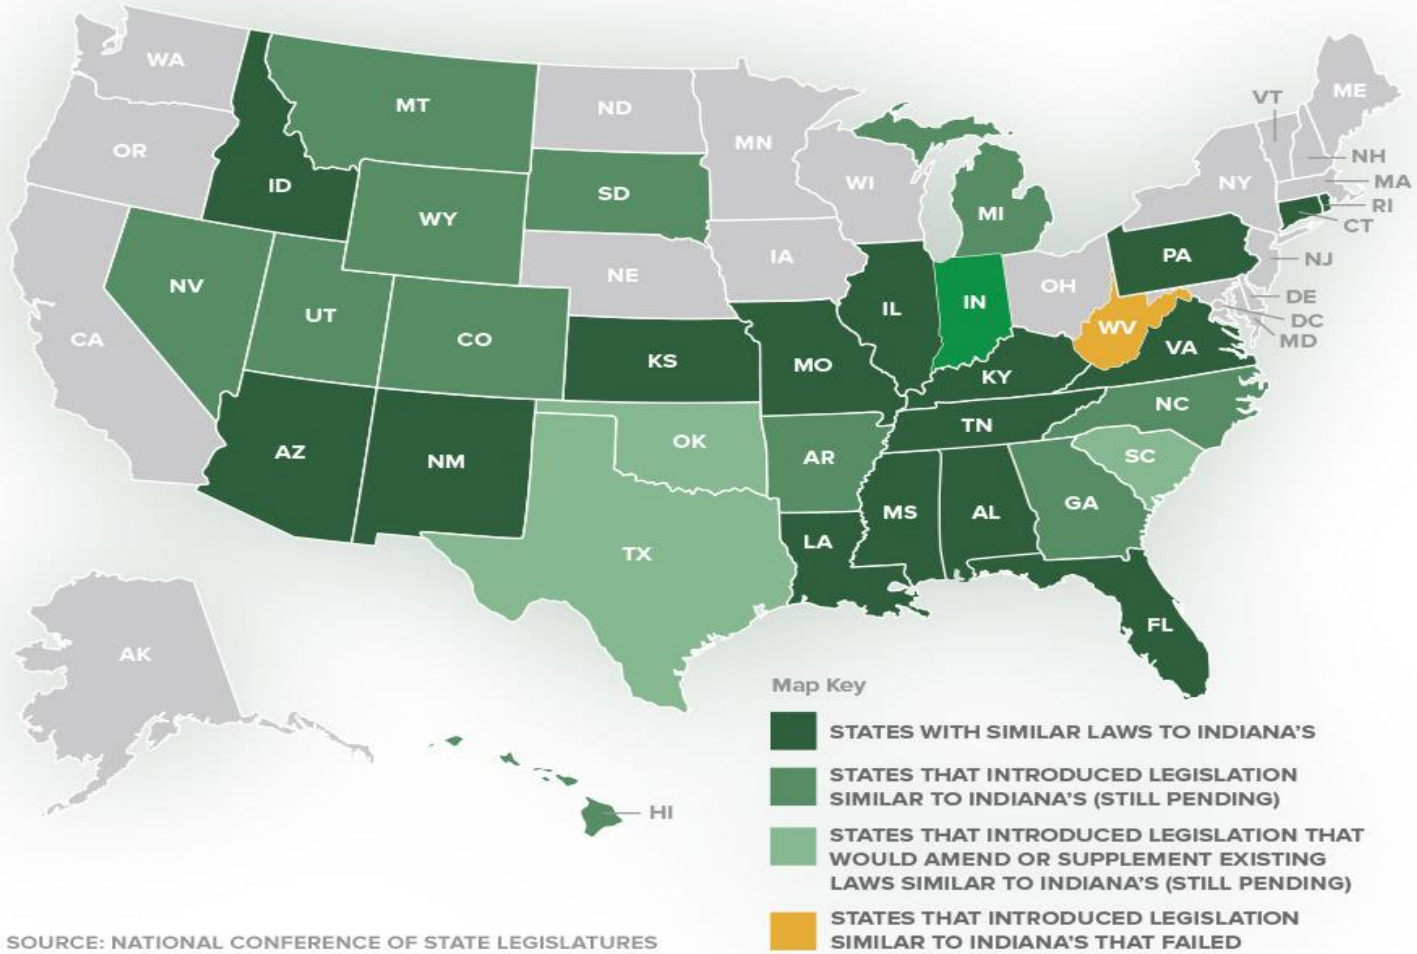 WA
MT
ND
MN
VT
ME
OR
ID
SD
WI
NH
NY
MA
WY
MI
RI
CT
PA
NJ
IA
NE
NV
IL
IN
OH
DE
UT
CO
DC
CA
WV
MD
VA
KS
MO
KY
NC
TN
OK
AZ
NM
AR
SC
MS
AL
GA
LA
TX
FL
AK
HI
Map Key
STATES WITH SIMILAR LAWS TO INDIANA'S
STATES THAT INTRODUCED LEGISLATION
SIMILAR TO INDIANA'S (STILL PENDING)
STATES THAT INTRODUCED LEGISLATION THAT
WOULD AMEND OR SUPPLEMENT EXISTING
LAWS SIMILAR TO INDIANA'S (STILL PENDING)
STATES THAT INTRODUCED LEGISLATION
SIMILAR TO INDIANA'S THAT FAILED
SOURCE: NATIONAL CONFERENCE OF STATE LEGISLATURES